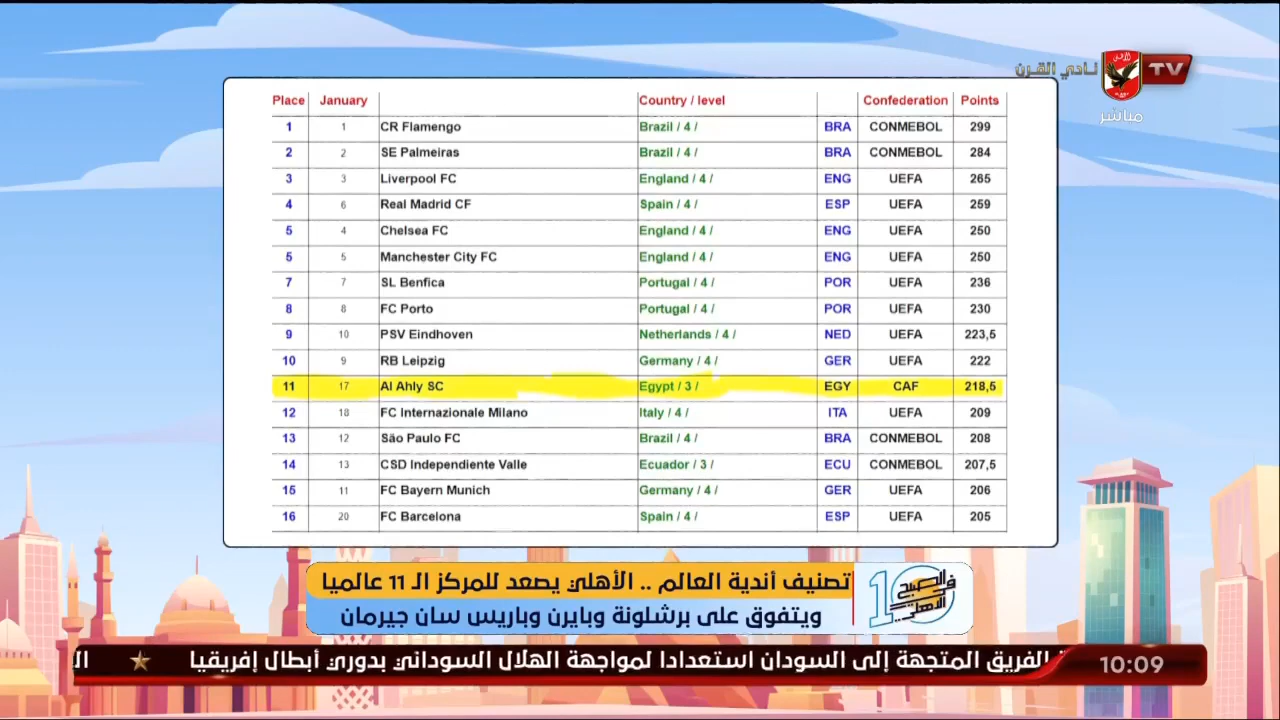 نادي القرن
الأهلي
TV
مباشر
Place January Country / level Confederation Points
1 1 CR Flamengo Brazil / 4 / BRA CONMEBOL 299
2 2 SE Palmeiras Brazil / 4 / BRA CONMEBOL 284
3 3 Liverpool FC England / 4 / ENG UEFA 265
4 6 Real Madrid CF Spain / 4 / ESP UEFA 259
5 4 Chelsea FC England / 4 / ENG UEFA 250
5 5 Manchester City FC England / 4 / ENG UEFA 250
7 7 SL Benfica Portugal / 4 / POR UEFA 236
8 8 FC Porto Portugal / 4 / POR UEFA 230
9 10 PSV Eindhoven Netherlands / 4 / NED UEFA 223,5
10 9 RB Leipzig Germany / 4 / GER UEFA 222
11 17 Al Ahly SC Egypt / 3 / EGY CAF 218,5
12 18 FC Internazionale Milano Italy / 4 / ITA UEFA 209
13 12 São Paulo FC Brazil / 4 / BRA CONMEBOL 208
14 13 CSD Independiente Valle Ecuador / 3 / ECU CONMEBOL 207,5
15 11 FC Bayern Munich Germany / 4 / GER UEFA 206
16 20 FC Barcelona Spain / 4 / ESP UEFA 205
10 الصبح في الأهلي
تصنيف أندية العالم .. الأهلي يصعد للمركز الـ 11 عالميا
ويتفوق على برشلونة وبايرن وباريس سان جيرمان
الفريق المتجهة إلى السودان استعدادا لمواجهة الهلال السوداني بدوري أبطال إفريقيا
10:09